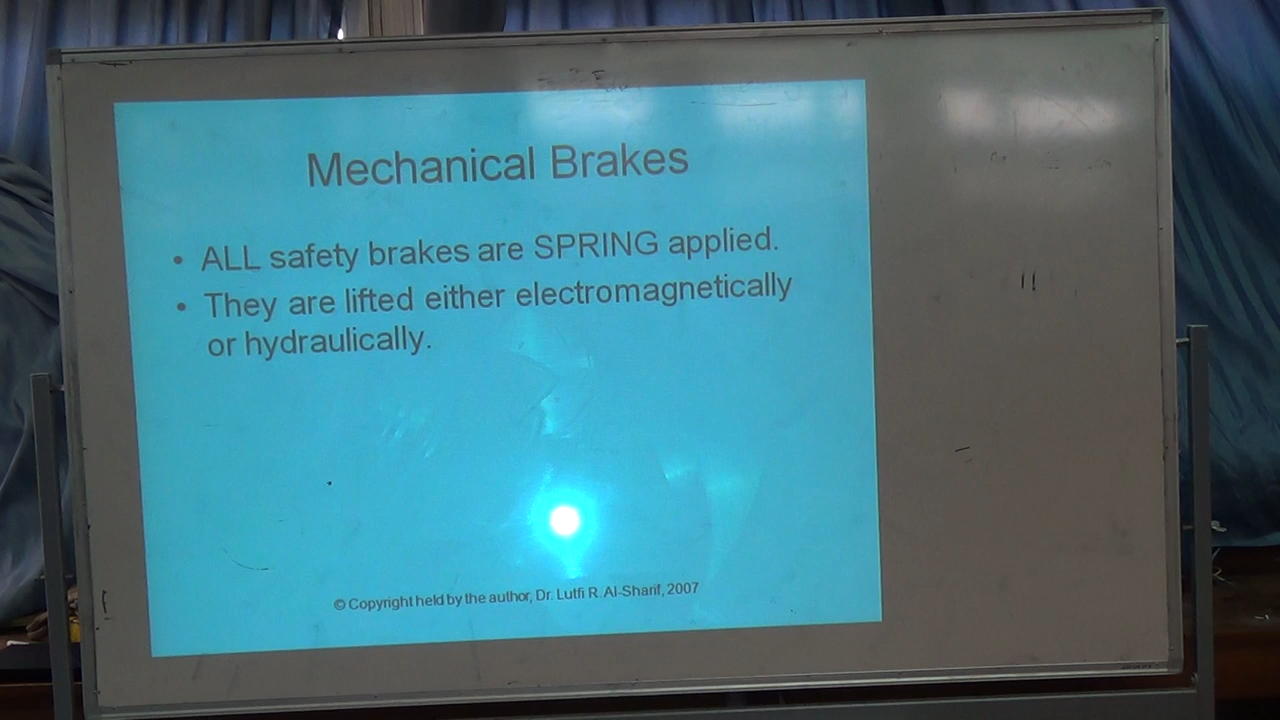 Mechanical Brakes
• ALL safety brakes are SPRING applied.
• They are lifted either electromagnetically
or hydraulically.
© Copyright held by the author, Dr. Lutfi R. Al-Sharif, 2007